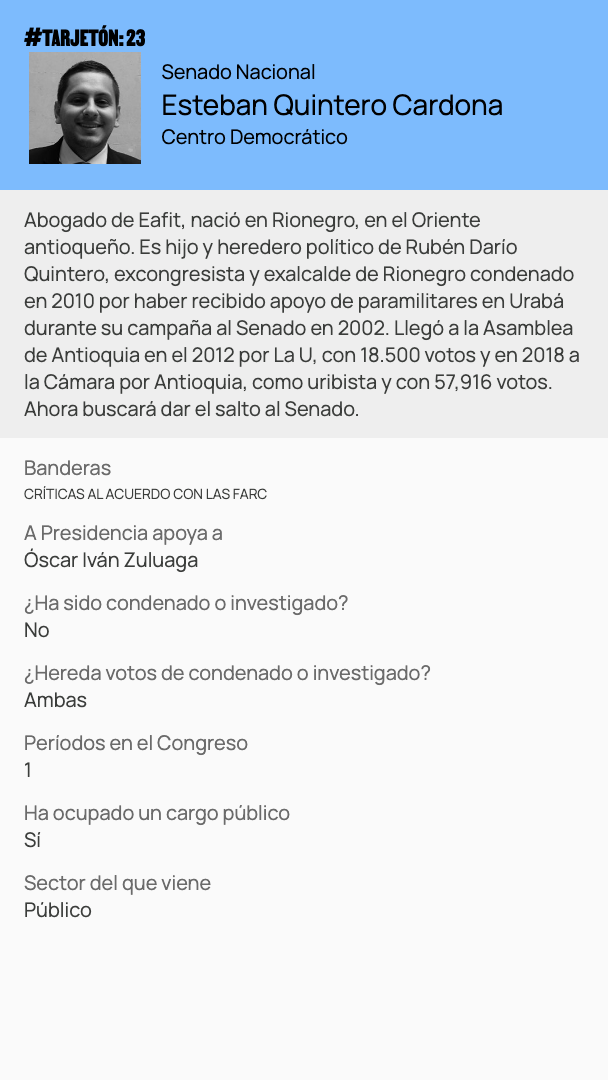 #TARJETÓN: 23
Senado Nacional
Esteban Quintero Cardona
Centro Democrático
Abogado de Eafit, nació en Rionegro, en el Oriente
antioqueño. Es hijo y heredero político de Rubén Darío
Quintero, excongresista y exalcalde de Rionegro condenado
en 2010 por haber recibido apoyo de paramilitares en Urabá
durante su campaña al Senado en 2002. Llegó a la Asamblea
de Antioquia en el 2012 por La U, con 18.500 votos y en 2018 a
la Cámara por Antioquia, como uribista y con 57,916 votos.
Ahora buscará dar el salto al Senado.
Banderas
CRÍTICAS AL ACUERDO CON LAS FARC
A Presidencia apoya a
Óscar Iván Zuluaga
¿Ha sido condenado o investigado?
No
¿Hereda votos de condenado o investigado?
Ambas
Períodos en el Congreso
1
Ha ocupado un cargo público
Sí
Sector del que viene
Público